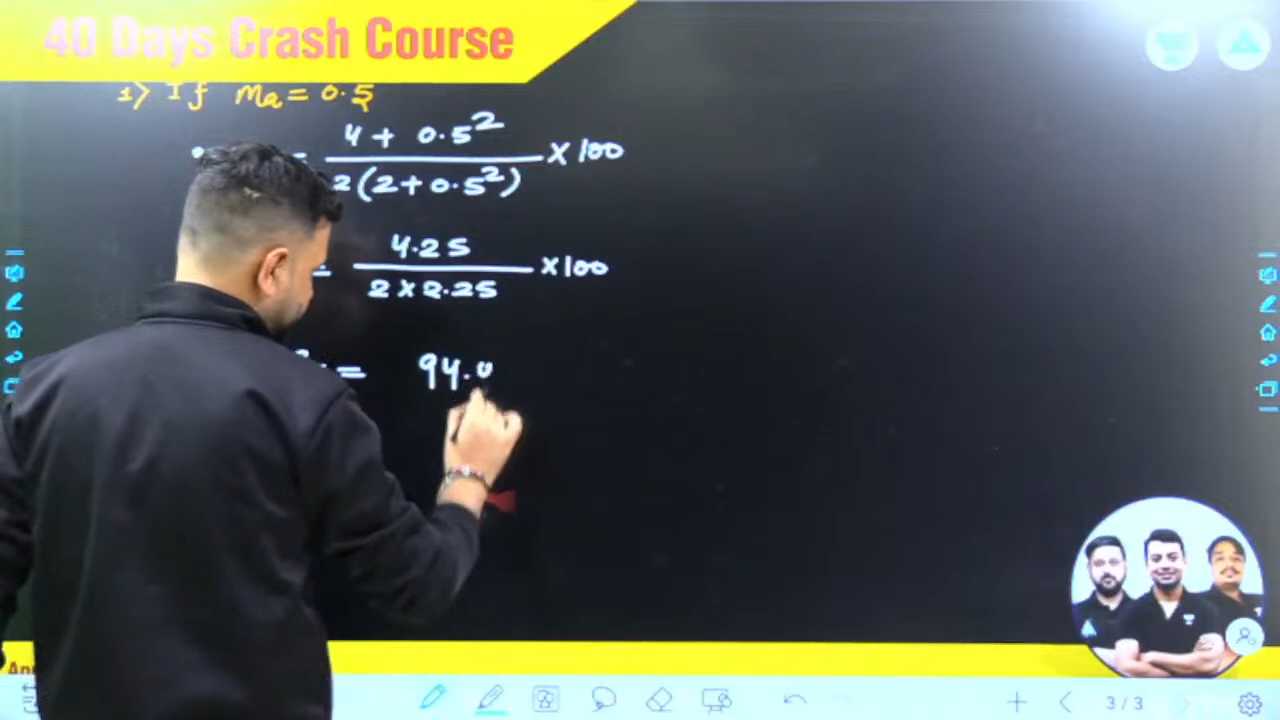 40 Days Crash Course
1> If Ma = 0.5
= 4 + 0.5² / 2(2+0.5²) × 100
= 4.25 / 2 × 2.25 × 100
= 94.
3/3